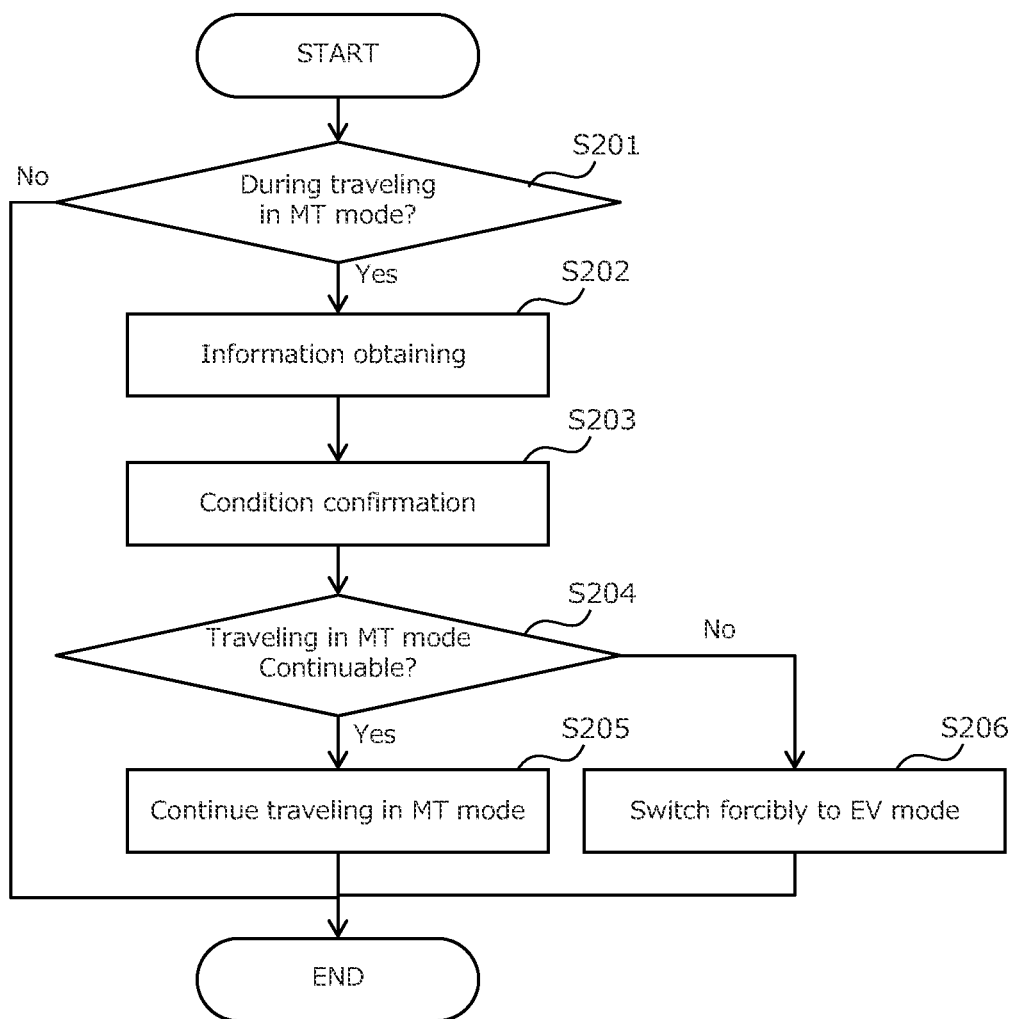 START
S201
No
During traveling
in MT mode?
Yes
S202
Information obtaining
S203
Condition confirmation
S204
Traveling in MT mode
Continuable?
No
Yes
S205
S206
Continue traveling in MT mode
Switch forcibly to EV mode
END